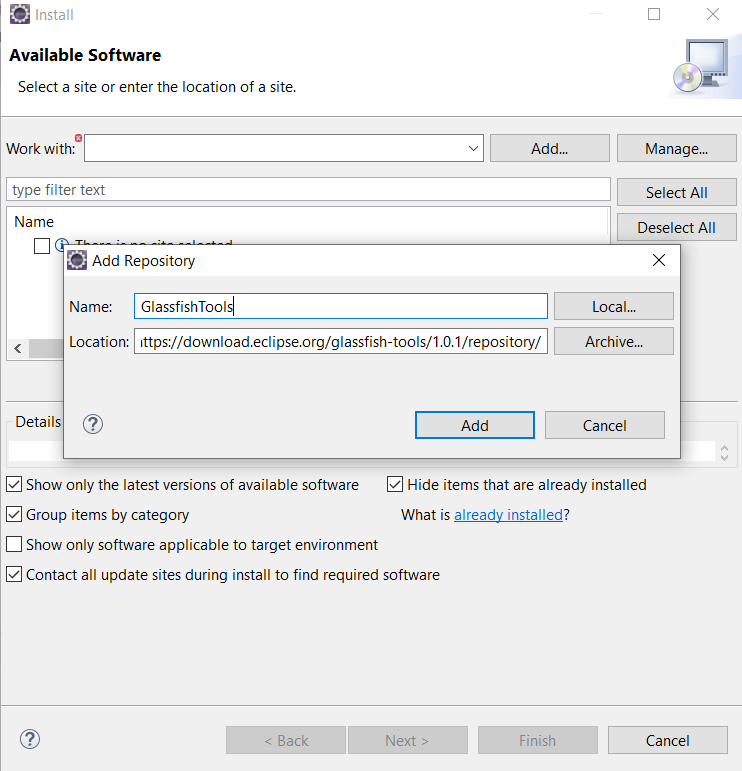 Install
Available Software
Select a site or enter the location of a site.
Work with:
Add...
Manage...
type filter text
Select All
Name
Deselect All
There is no site selected
Add Repository
Name:
GlassfishTools
Local...
Location:
ttps://download.eclipse.org/glassfish-tools/1.0.1/repository/
Archive...
Add
Cancel
Details
Show only the latest versions of available software
Hide items that are already installed
Group items by category
What is already installed?
Show only software applicable to target environment
Contact all update sites during install to find required software
< Back
Next >
Finish
Cancel